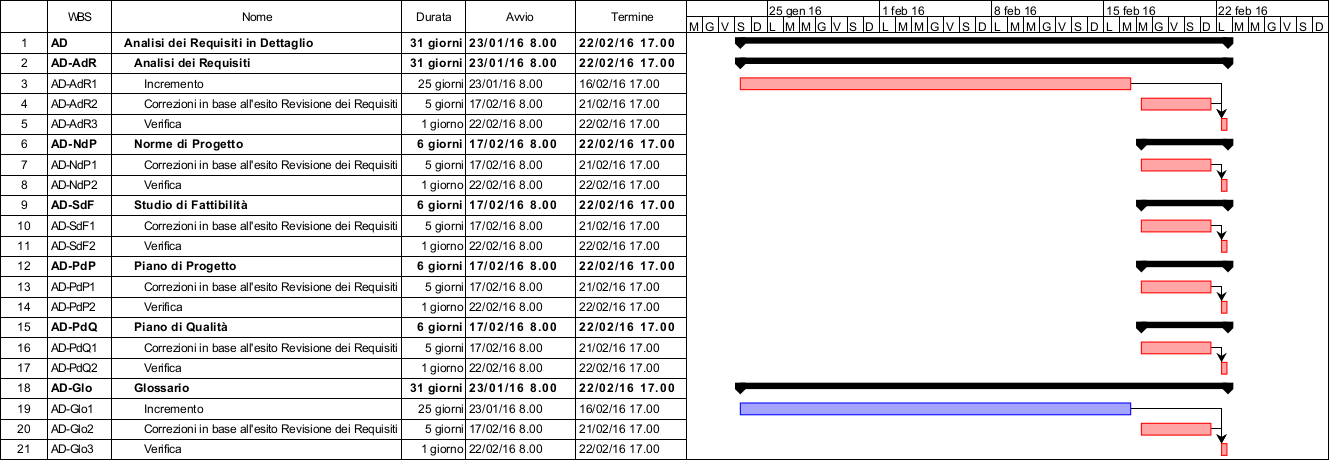 WBS Nome Durata Avvio Termine 25 gen 16 1 feb 16 8 feb 16 15 feb 16 22 feb 16
M G V S D L M M G V S D L M M G V S D L M M G V S D L M M G V S D L M M G V S D
1 AD Analisi dei Requisiti in Dettaglio 31 giorni 23/01/16 8.00 22/02/16 17.00
2 AD-AdR Analisi dei Requisiti 31 giorni 23/01/16 8.00 22/02/16 17.00
3 AD-AdR1 Incremento 25 giorni 23/01/16 8.00 16/02/16 17.00
4 AD-AdR2 Correzioni in base all'esito Revisione dei Requisiti 5 giorni 17/02/16 8.00 21/02/16 17.00
5 AD-AdR3 Verifica 1 giorno 22/02/16 8.00 22/02/16 17.00
6 AD-NdP Norme di Progetto 6 giorni 17/02/16 8.00 22/02/16 17.00
7 AD-NdP1 Correzioni in base all'esito Revisione dei Requisiti 5 giorni 17/02/16 8.00 21/02/16 17.00
8 AD-NdP2 Verifica 1 giorno 22/02/16 8.00 22/02/16 17.00
9 AD-SdF Studio di Fattibilità 6 giorni 17/02/16 8.00 22/02/16 17.00
10 AD-SdF1 Correzioni in base all'esito Revisione dei Requisiti 5 giorni 17/02/16 8.00 21/02/16 17.00
11 AD-SdF2 Verifica 1 giorno 22/02/16 8.00 22/02/16 17.00
12 AD-PdP Piano di Progetto 6 giorni 17/02/16 8.00 22/02/16 17.00
13 AD-PdP1 Correzioni in base all'esito Revisione dei Requisiti 5 giorni 17/02/16 8.00 21/02/16 17.00
14 AD-PdP2 Verifica 1 giorno 22/02/16 8.00 22/02/16 17.00
15 AD-PdQ Piano di Qualità 6 giorni 17/02/16 8.00 22/02/16 17.00
16 AD-PdQ1 Correzioni in base all'esito Revisione dei Requisiti 5 giorni 17/02/16 8.00 21/02/16 17.00
17 AD-PdQ2 Verifica 1 giorno 22/02/16 8.00 22/02/16 17.00
18 AD-Glo Glossario 31 giorni 23/01/16 8.00 22/02/16 17.00
19 AD-Glo1 Incremento 25 giorni 23/01/16 8.00 16/02/16 17.00
20 AD-Glo2 Correzioni in base all'esito Revisione dei Requisiti 5 giorni 17/02/16 8.00 21/02/16 17.00
21 AD-Glo3 Verifica 1 giorno 22/02/16 8.00 22/02/16 17.00